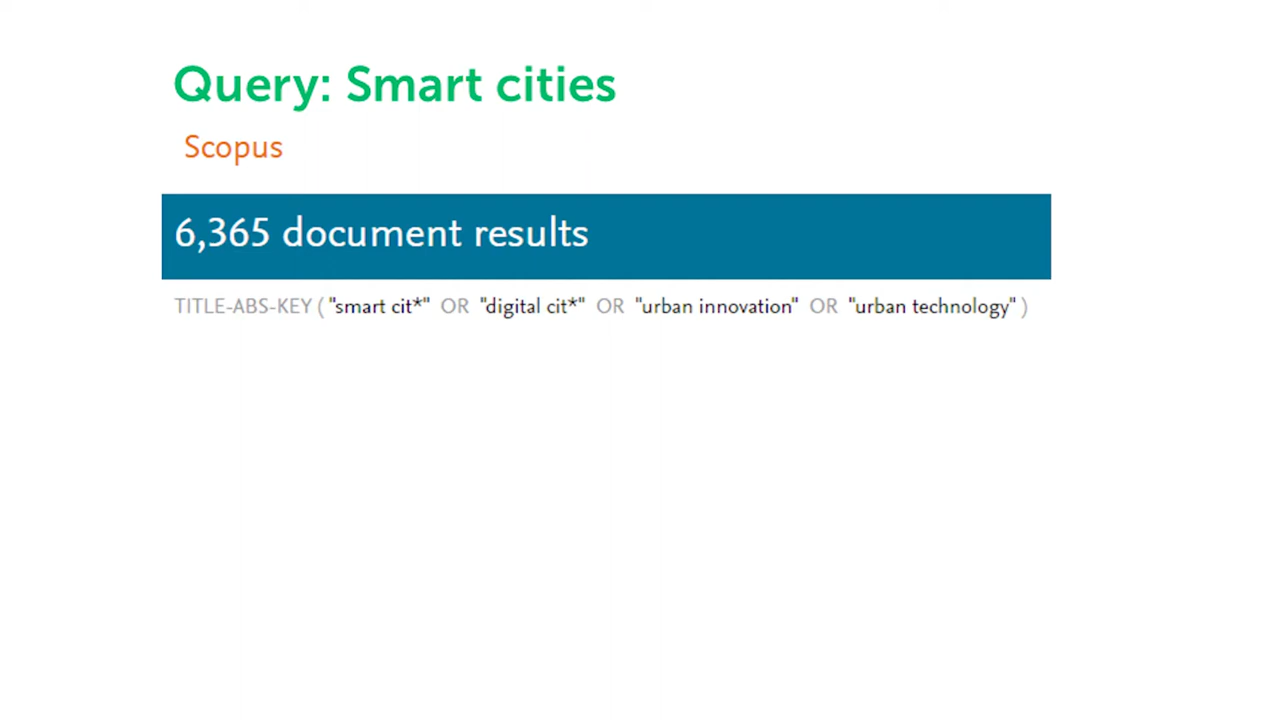 Query: Smart cities
Scopus
6,365 document results
TITLE-ABS-KEY ( "smart cit*" OR "digital cit*" OR "urban innovation" OR "urban technology" )